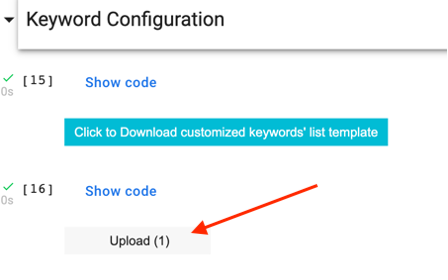 Keyword Configuration
[15] Show code
0s
Click to Download customized keywords' list template
[16] Show code
0s
Upload (1)